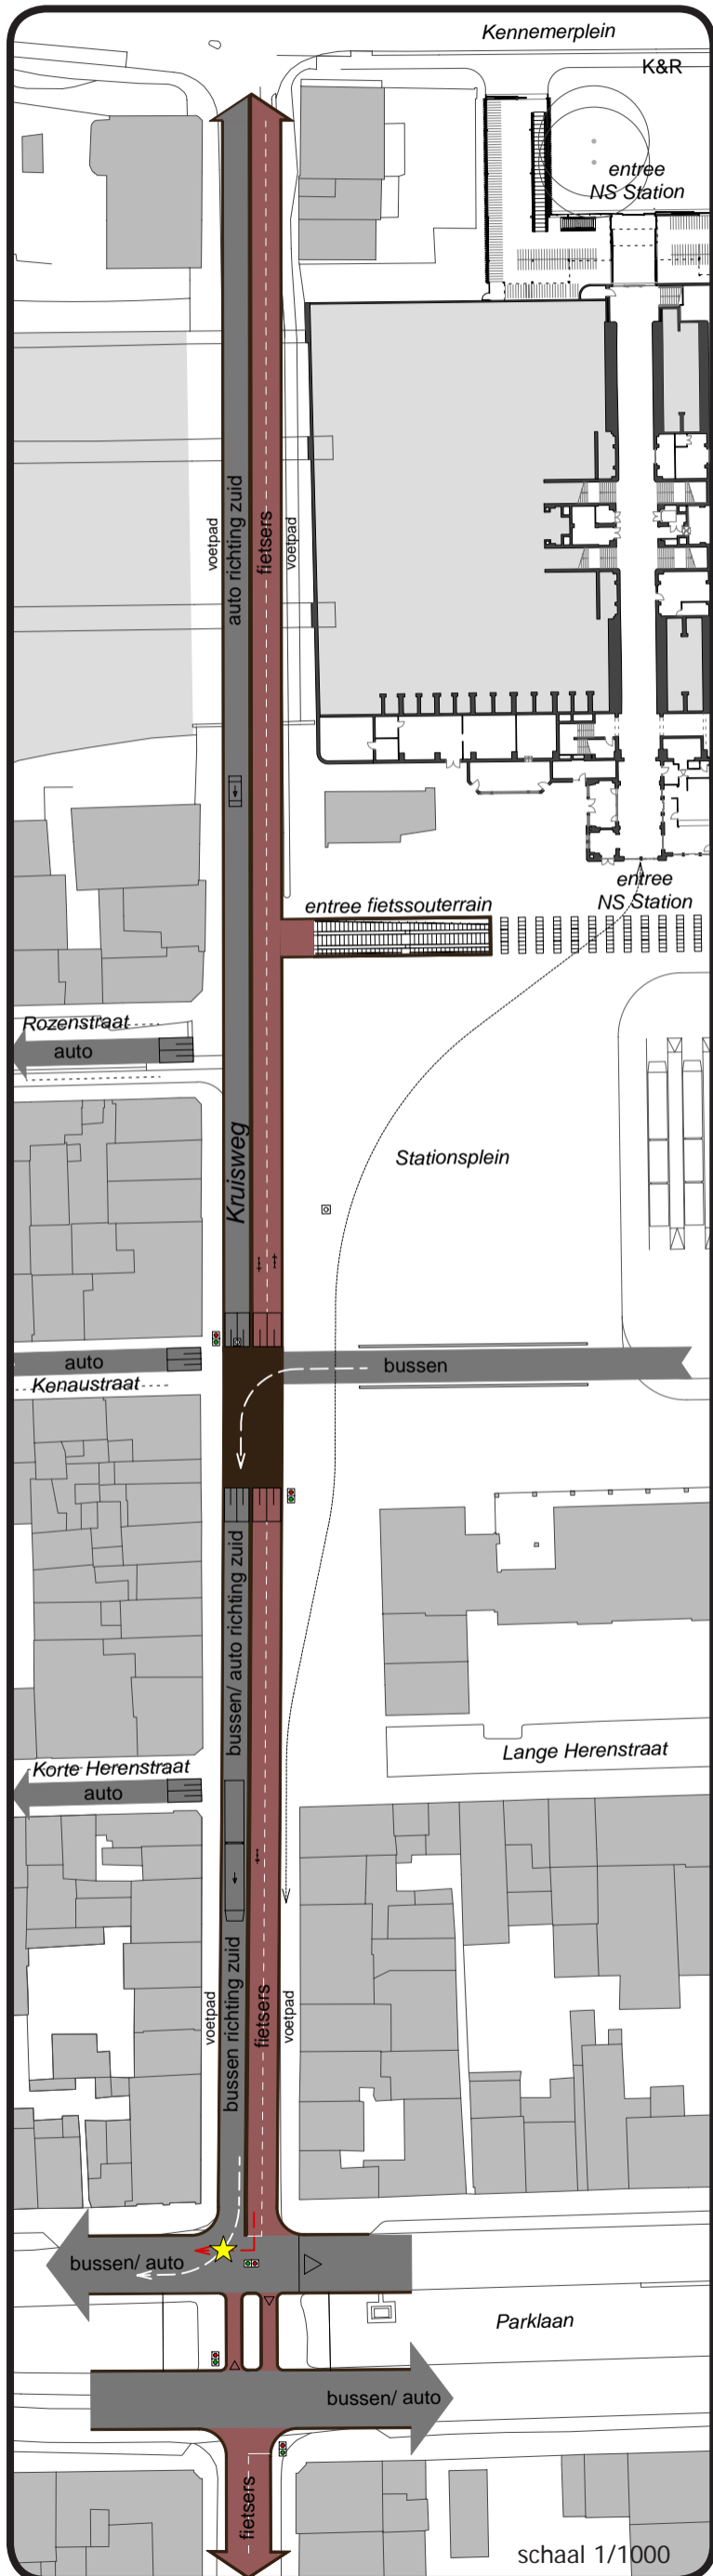 Kennemerplein
K&R
entree
NS Station
auto richting zuid
fietsers
voetpad
voetpad
entree fietssouterrain
entree
NS Station
Rozenstraat
auto
Kruisweg
Stationsplein
auto
bussen
Kenaustraat
bussen/ auto richting zuid
Lange Herenstraat
Korte Herenstraat
auto
voetpad
bussen richting zuid
fietsers
voetpad
bussen/ auto
Parklaan
bussen/ auto
fietsers
schaal 1/1000